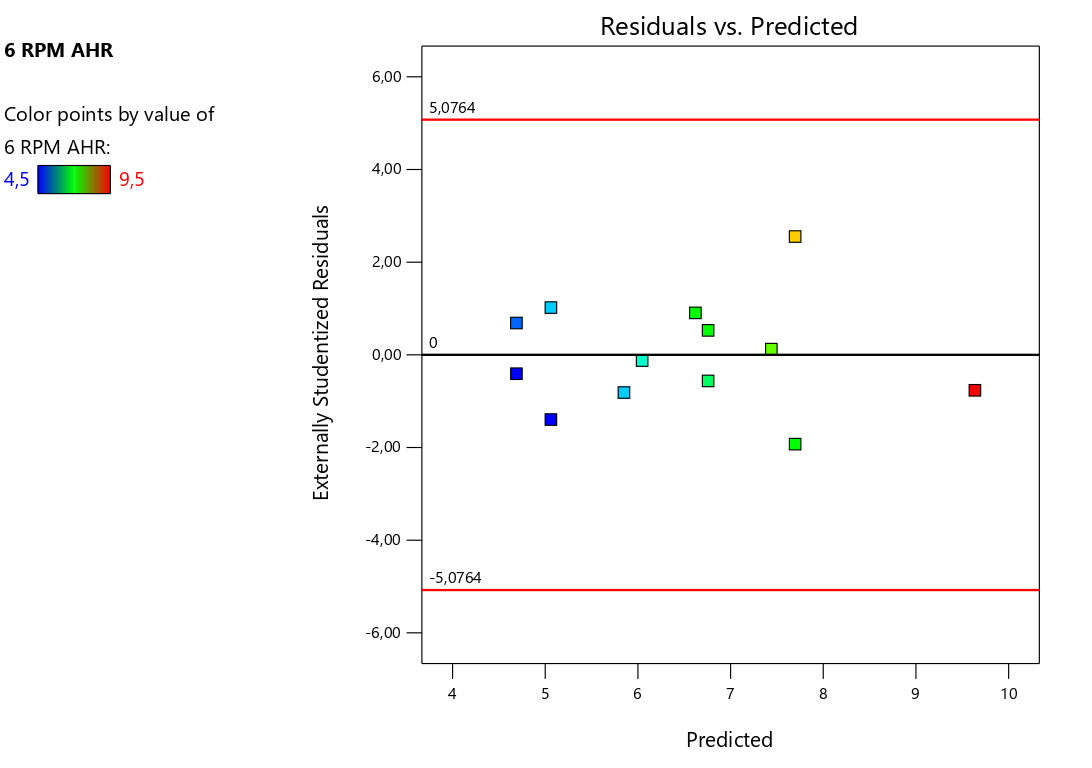 Residuals vs. Predicted
6 RPM AHR
Color points by value of
6 RPM AHR:
4,5 9,5
Externally Studentized Residuals
6,00
5,0764
4,00
2,00
0
0,00
-2,00
-4,00
-5,0764
-6,00
4 5 6 7 8 9 10
Predicted